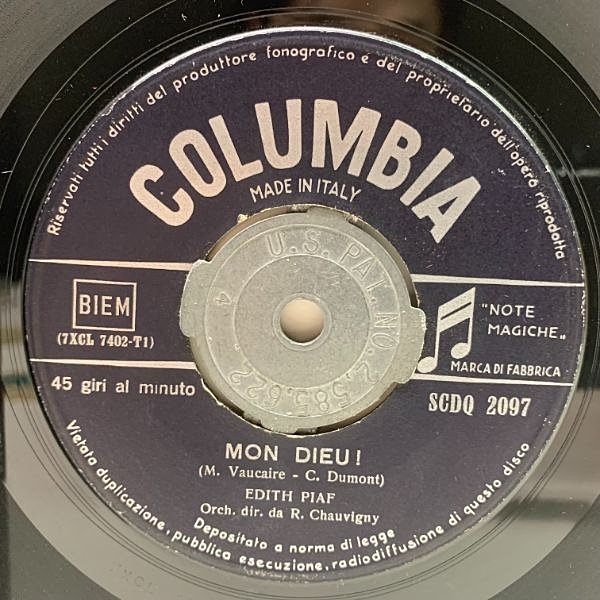 Riservati tutti i diritti del produttore fonografico e del proprietario dell'opera riprodotta
COLUMBIA
MADE IN ITALY
U.S. PAT. NO. 2,585,622
4
BIEM
(7XCL 7402-T1)
"NOTE
MAGICHE"
MARCA DI FABBRICA
45 giri al minuto
SCDQ 2097
MON DIEU!
(M. Vaucaire - C. Dumont)
EDITH PIAF
Orch. dir. da R. Chauvigny
Depositato a norma di legge
Vietata duplicazione, pubblica esecuzione, radiodiffusione di questo disco